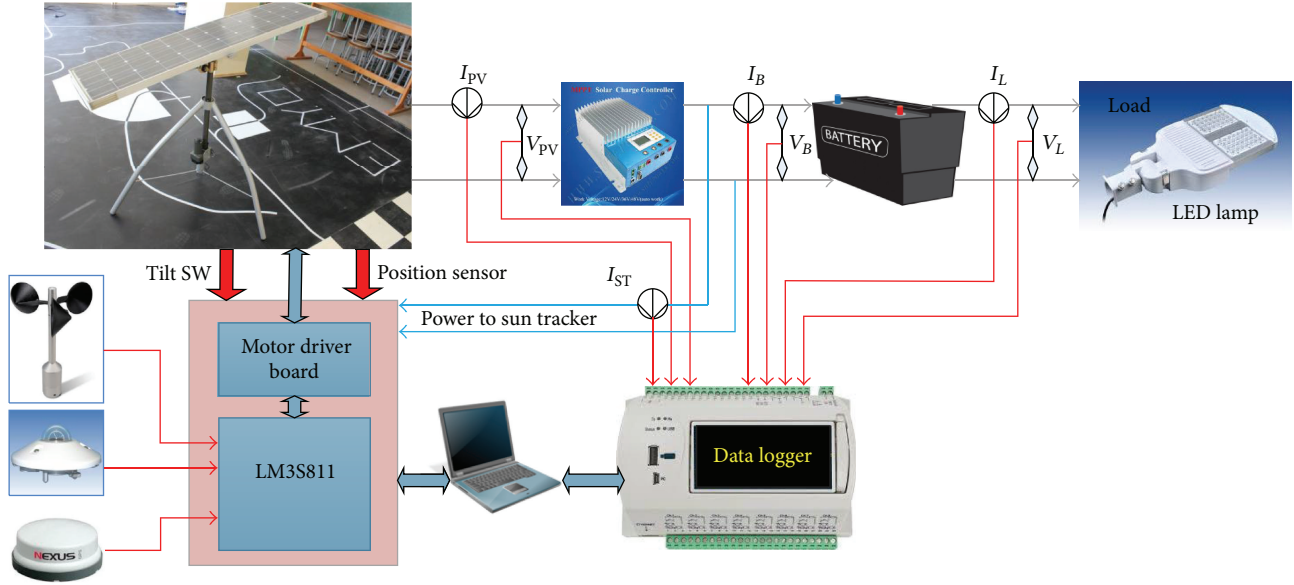 I_PV
I_B
I_L
Solar Charge Controller
V_PV
V_B
V_L
BATTERY
Load
LED lamp
Tilt SW
Position sensor
I_ST
Power to sun tracker
Motor driver
board
LM3S811
Data logger
NEXUS